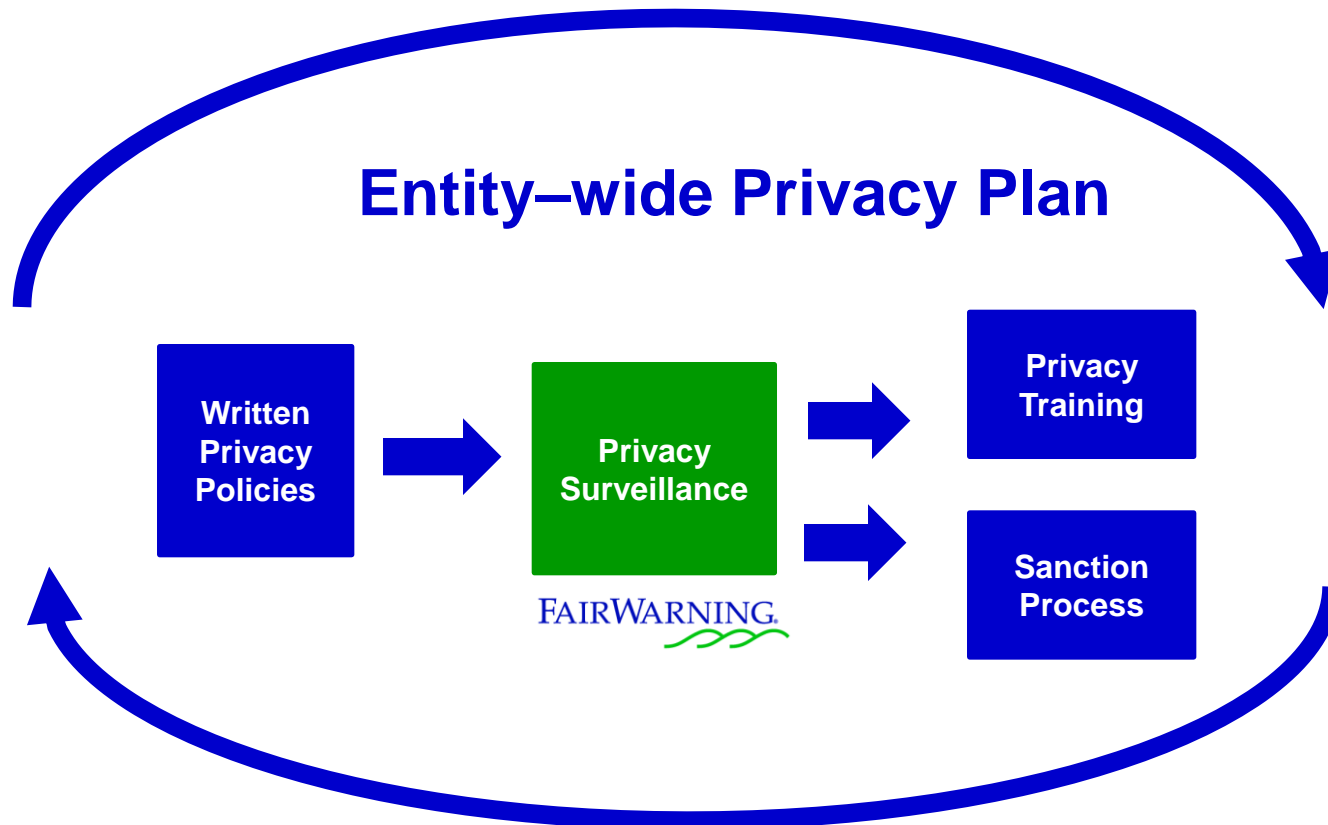 Entity–wide Privacy Plan
Written
Privacy
Policies
Privacy
Surveillance
FAIRWARNING®
Privacy
Training
Sanction
Process